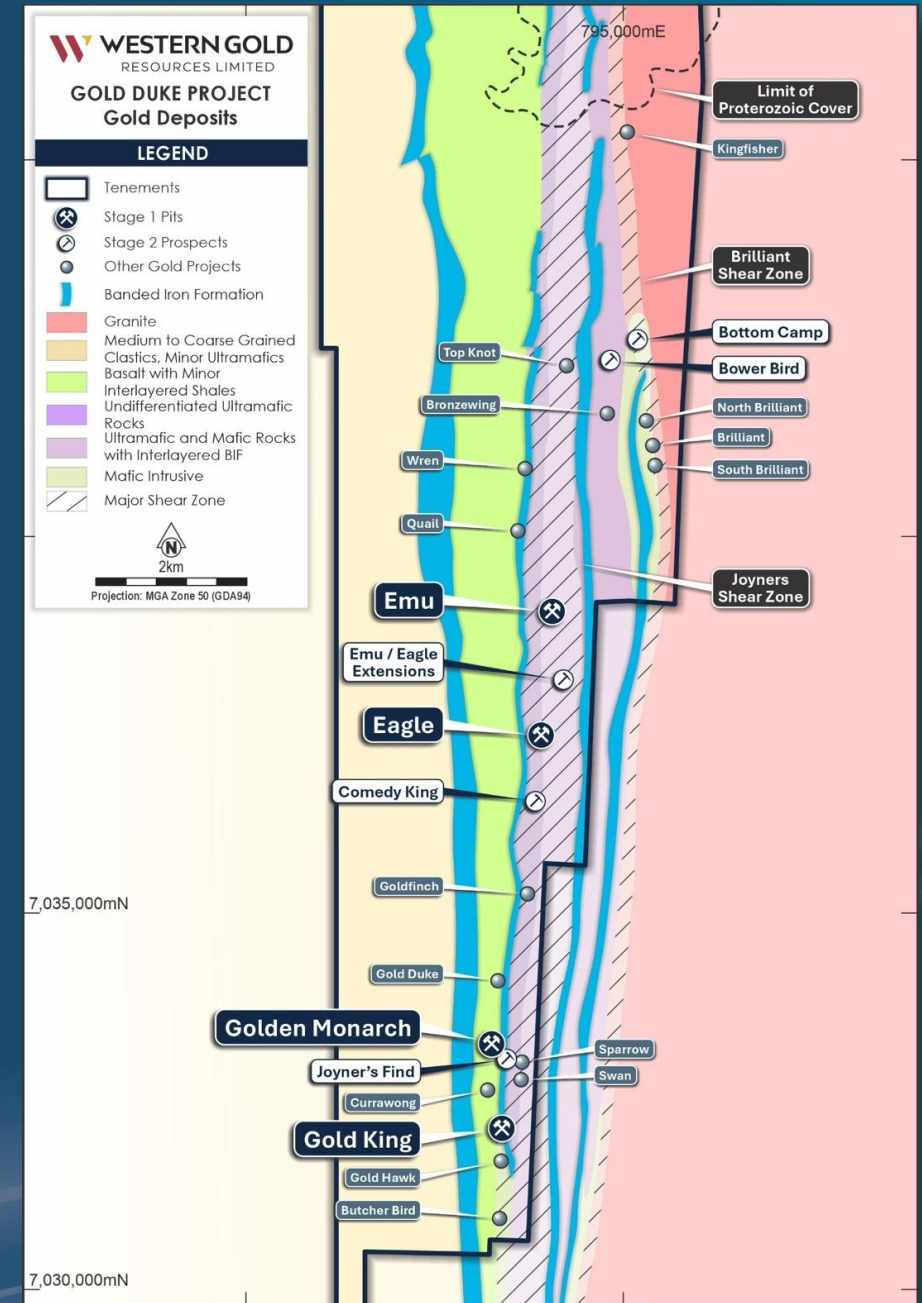 WESTERN GOLD
RESOURCES LIMITED
GOLD DUKE PROJECT
Gold Deposits
LEGEND
Tenements
Stage 1 Pits
Stage 2 Prospects
Other Gold Projects
Banded Iron Formation
Granite
Medium to Coarse Grained
Clastics, Minor Ultramafics
Basalt with Minor
Interlayered Shales
Undifferentiated Ultramafic
Rocks
Ultramafic and Mafic Rocks
with Interlayered BIF
Mafic Intrusive
Major Shear Zone
N
2km
Projection: MGA Zone 50 (GDA94)
795,000mE
Limit of
Proterozoic Cover
Kingfisher
Brilliant
Shear Zone
Bottom Camp
Top Knot
Bower Bird
Bronzewing
North Brilliant
Brilliant
Wren
South Brilliant
Quail
Joyners
Shear Zone
Emu
Emu / Eagle
Extensions
Eagle
Comedy King
Goldfinch
7,035,000mN
Gold Duke
Golden Monarch
Sparrow
Joyner's Find
Swan
Currawong
Gold King
Gold Hawk
Butcher Bird
7,030,000mN